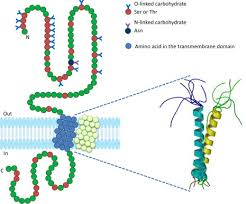 O-linked carbohydrate
Ser or Thr
N-linked carbohydrate
Asn
Amino acid in the transmembrane domain
N
Out
In
C